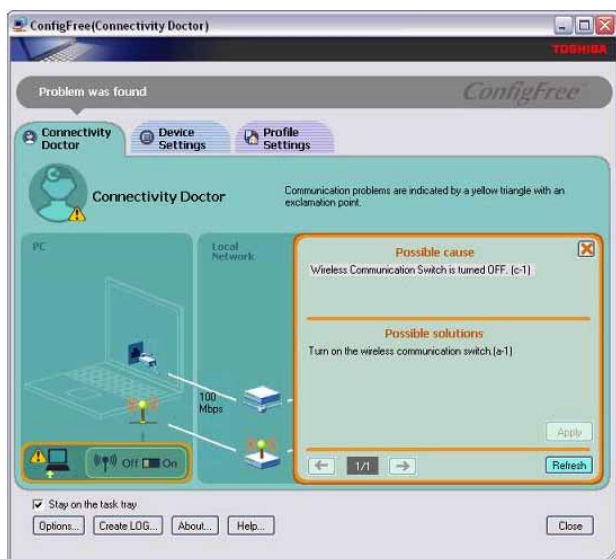 ConfigFree(Connectivity Doctor)
TOSHIBA
Problem was found
ConfigFree
Connectivity
Doctor
Device
Settings
Profile
Settings
Connectivity Doctor
Communication problems are indicated by a yellow triangle with an
exclamation point.
PC
Local
Network
Possible cause
Wireless Communication Switch is turned OFF. (c-1)
Possible solutions
Turn on the wireless communication switch.(a-1)
100
Mbps
Apply
Off On
1/1
Refresh
Stay on the task tray
Options... Create LOG... About... Help... Close